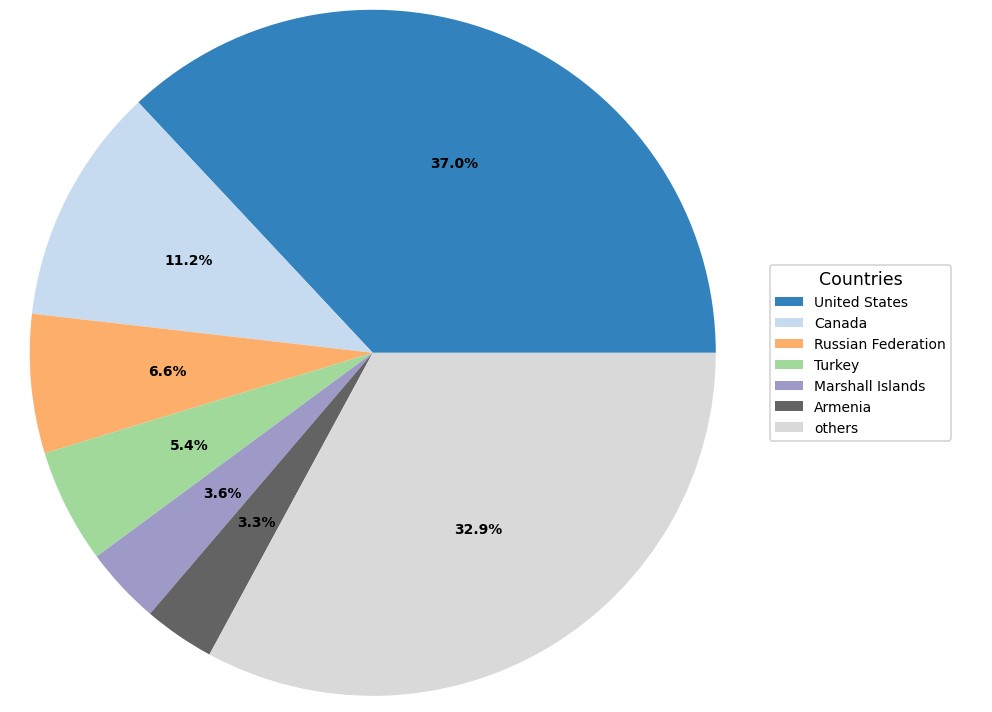 37.0%
11.2%
6.6%
5.4%
3.6%
3.3%
32.9%
Countries
United States
Canada
Russian Federation
Turkey
Marshall Islands
Armenia
others